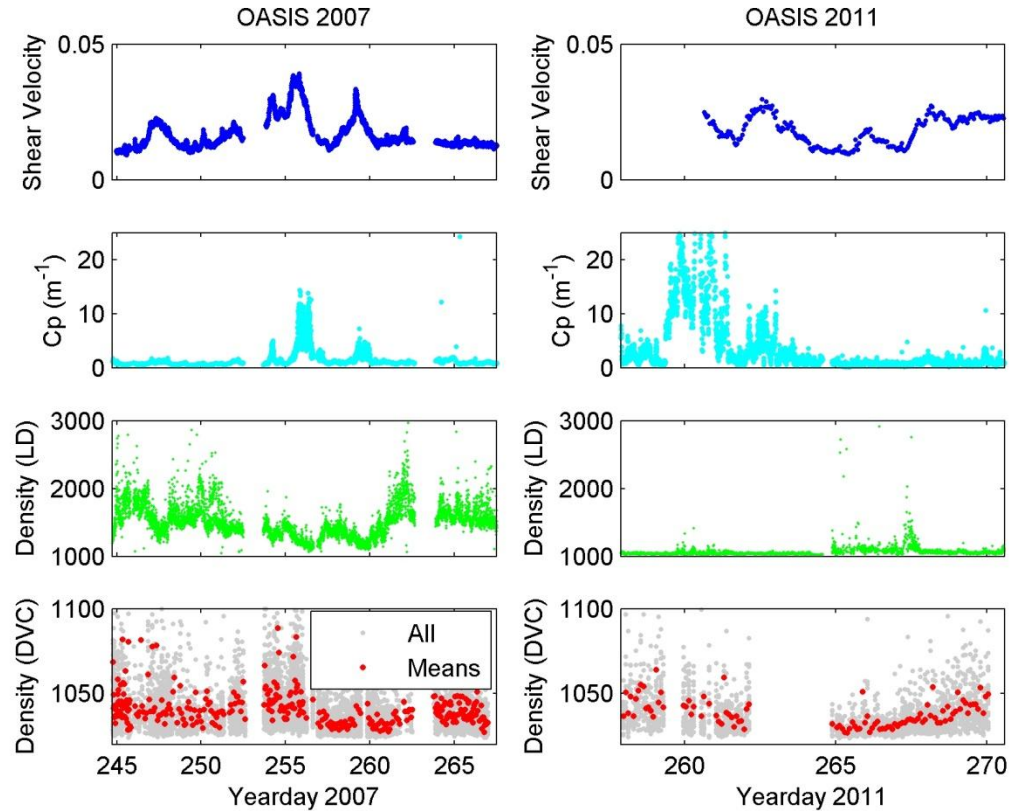 OASIS 2007
OASIS 2011
0.05
0
Shear Velocity
0.05
0
Shear Velocity
20
10
0
Cp (m⁻¹)
20
10
0
Cp (m⁻¹)
3000
2000
1000
Density (LD)
3000
2000
1000
Density (LD)
1100
1050
Density (DVC)
All
Means
1100
1050
Density (DVC)
245 250 255 260 265
Yearday 2007
260 265 270
Yearday 2011